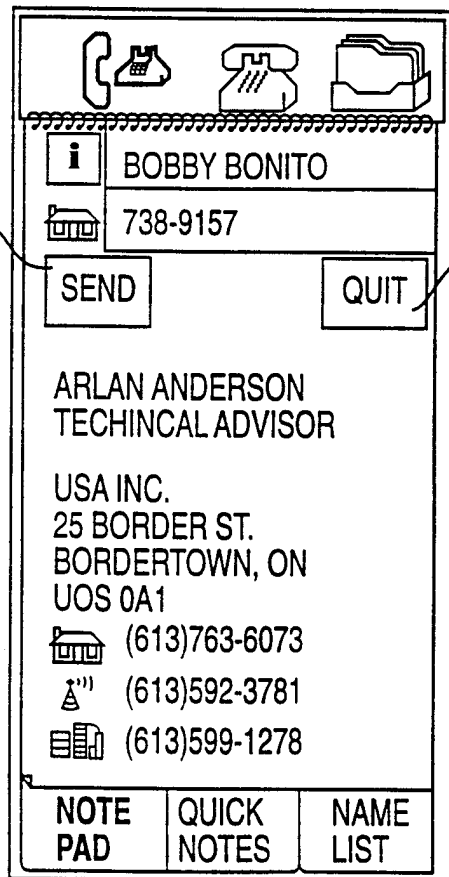 i BOBBY BONITO
738-9157
SEND QUIT
ARLAN ANDERSON
TECHINCAL ADVISOR
USA INC.
25 BORDER ST.
BORDERTOWN, ON
UOS 0A1
(613)763-6073
(613)592-3781
(613)599-1278
NOTE QUICK NAME
PAD NOTES LIST